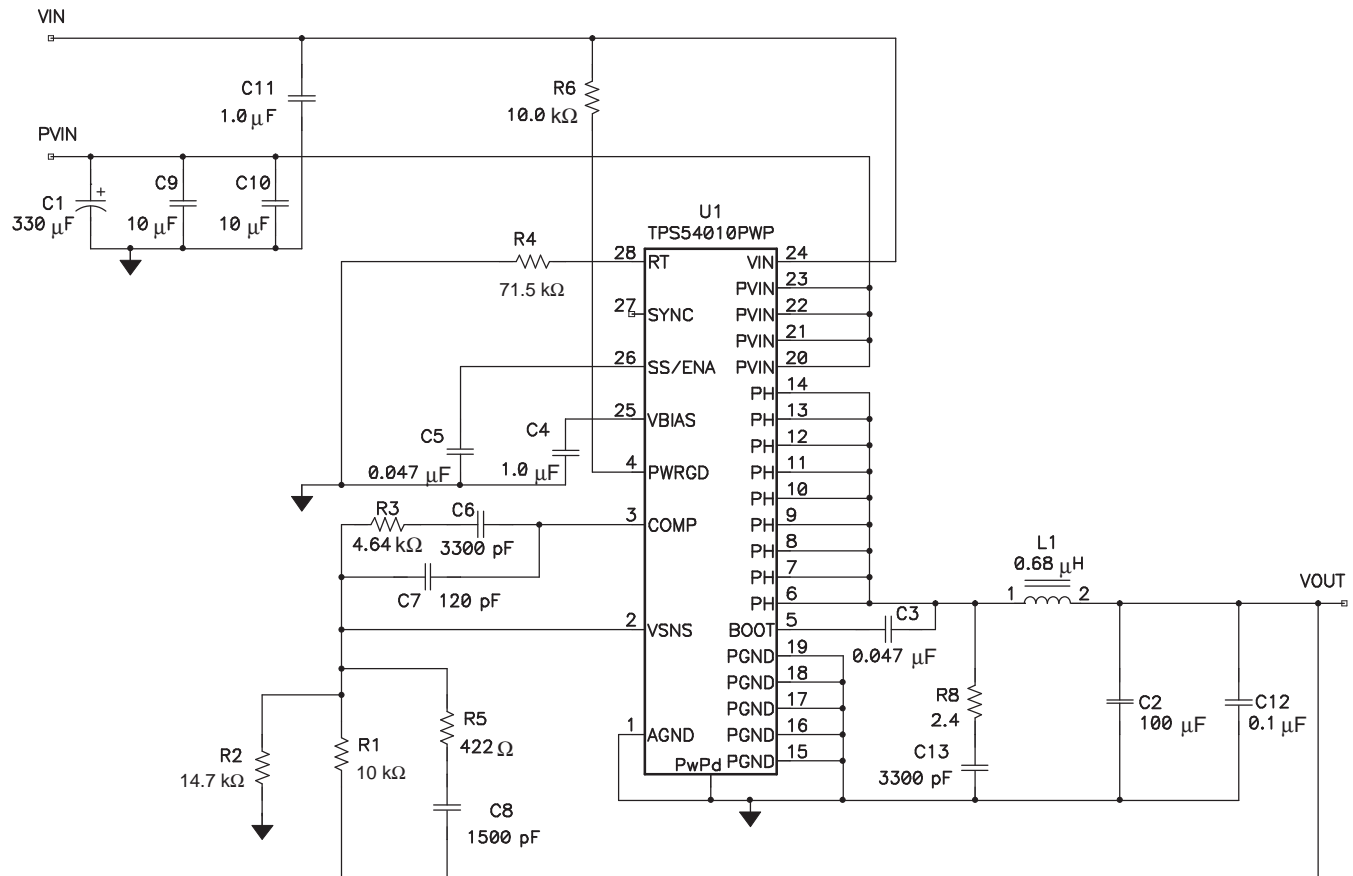 VIN
C11
1.0 μF
R6
10.0 kΩ
PVIN
C1
330 μF
+
C9
10 μF
C10
10 μF
U1
TPS54010PWP
R4
71.5 kΩ
28 RT
27 SYNC
26 SS/ENA
25 VBIAS
4 PWRGD
3 COMP
2 VSNS
1 AGND
PwPd
VIN 24
PVIN 23
PVIN 22
PVIN 21
PVIN 20
PH 14
PH 13
PH 12
PH 11
PH 10
PH 9
PH 8
PH 7
PH 6
BOOT 5
PGND 19
PGND 18
PGND 17
PGND 16
PGND 15
C5
0.047 μF
C4
1.0 μF
R3
4.64 kΩ
C6
3300 pF
C7
120 pF
R2
14.7 kΩ
R1
10 kΩ
R5
422 Ω
C8
1500 pF
C3
0.047 μF
L1
0.68 μH
1 2
VOUT
R8
2.4
C13
3300 pF
C2
100 μF
C12
0.1 μF